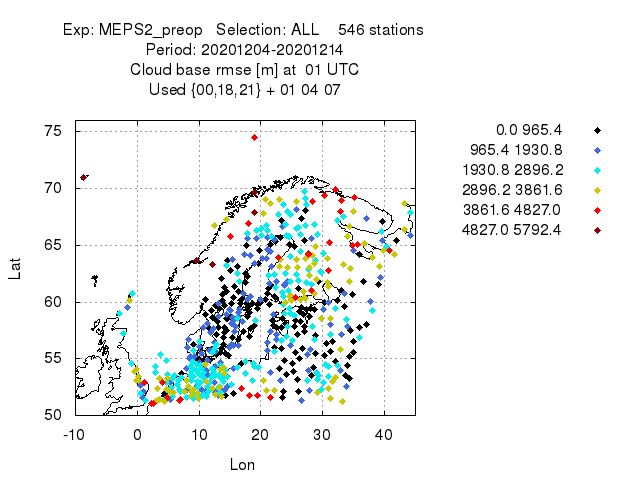 Exp: MEPS2_preop   Selection: ALL    546 stations
Period: 20201204-20201214
Cloud base rmse [m] at  01 UTC
Used {00,18,21} + 01 04 07
0.0 965.4
965.4 1930.8
1930.8 2896.2
2896.2 3861.6
3861.6 4827.0
4827.0 5792.4
75
70
65
60
55
50
Lat
-10 0 10 20 30 40
Lon